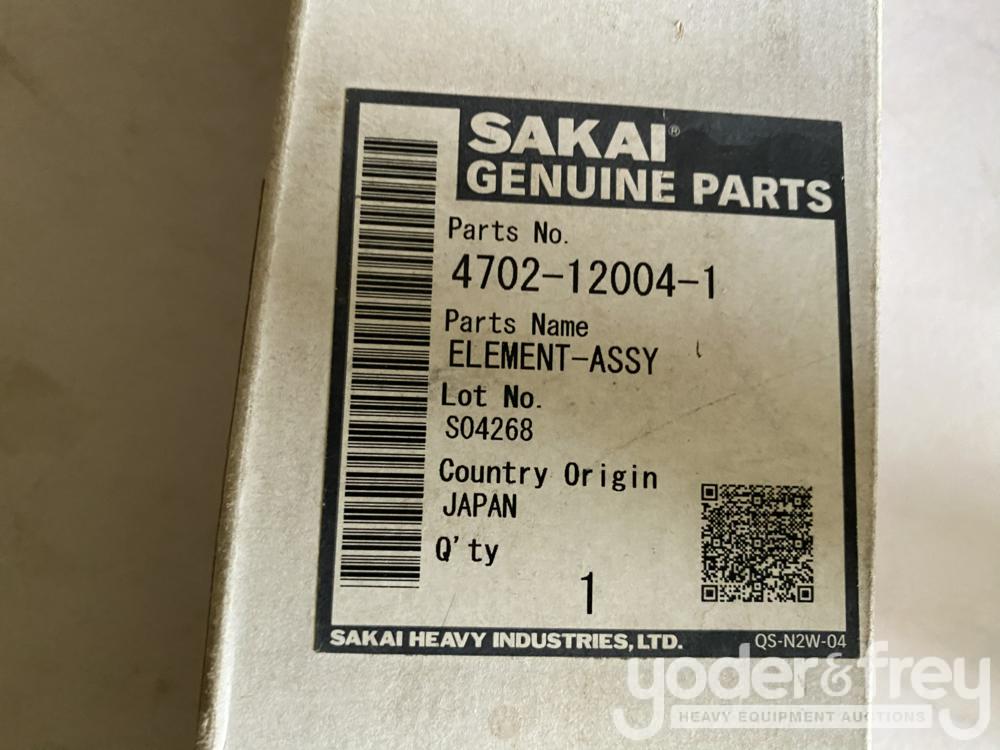 SAKAI®
GENUINE PARTS
Parts No.
4702-12004-1
Parts Name
ELEMENT-ASSY
Lot No.
S04268
Country Origin
JAPAN
Q'ty
1
SAKAI HEAVY INDUSTRIES, LTD. QS-N2W-04
yoder&frey
HEAVY EQUIPMENT AUCTIONS